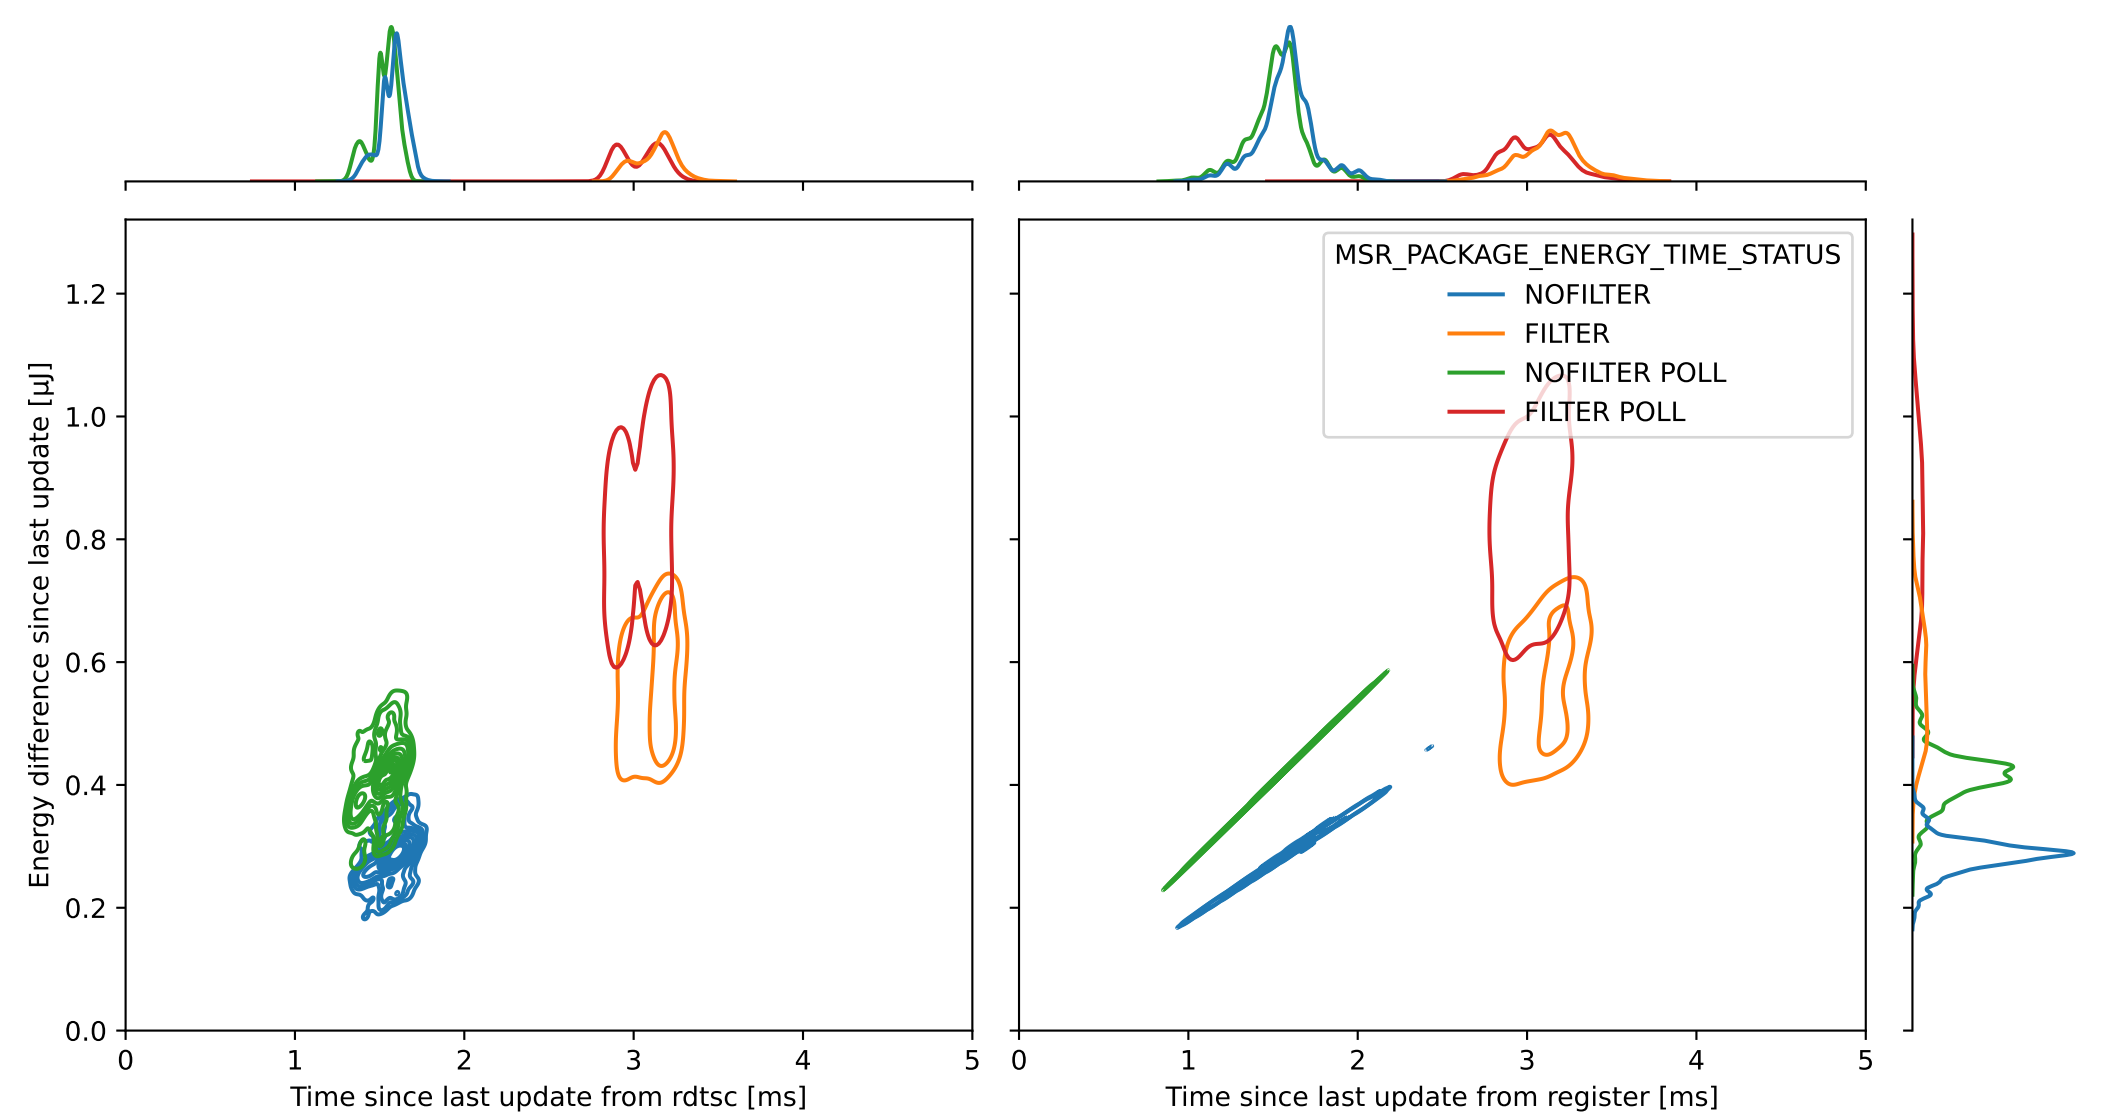 MSR_PACKAGE_ENERGY_TIME_STATUS
NOFILTER
FILTER
NOFILTER POLL
FILTER POLL
Energy difference since last update [µJ]
1.2
1.0
0.8
0.6
0.4
0.2
0.0
0 1 2 3 4 5
0 1 2 3 4 5
Time since last update from rdtsc [ms]
Time since last update from register [ms]